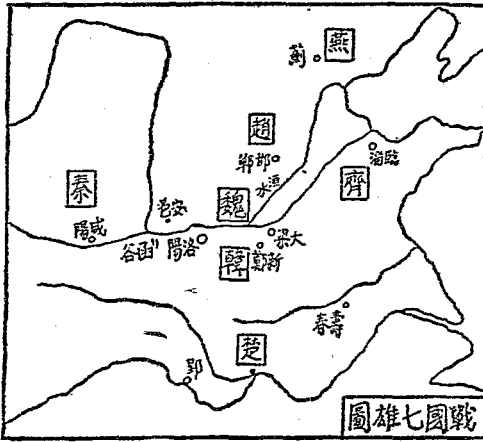 燕
薊
趙
邯鄲
洹水
齊
臨淄
秦
魏
安邑
咸陽
函谷
洛陽
大梁
韓
新鄭
壽春
楚
郢
戰國七雄圖